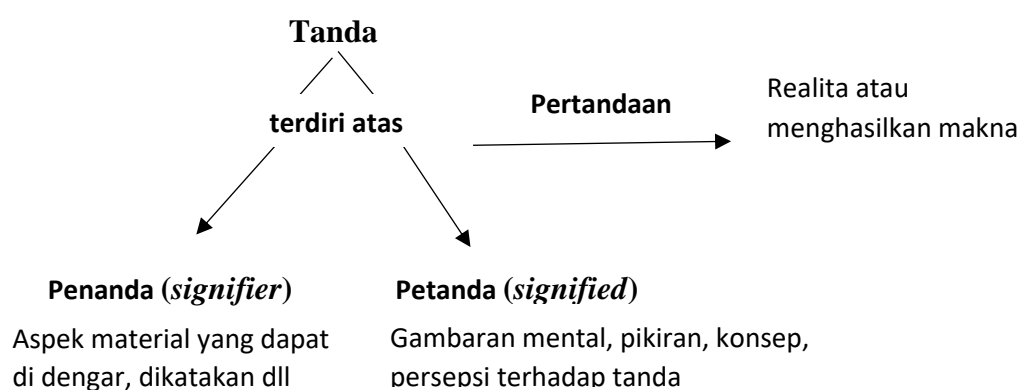 Tanda
terdiri atas
Pertandaan
Realita atau
menghasilkan makna
Penanda (signifier)
Aspek material yang dapat
di dengar, dikatakan dll
Petanda (signified)
Gambaran mental, pikiran, konsep,
persepsi terhadap tanda